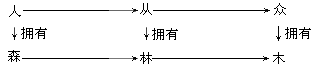 人 从 众
拥有 拥有 拥有
森 林 木